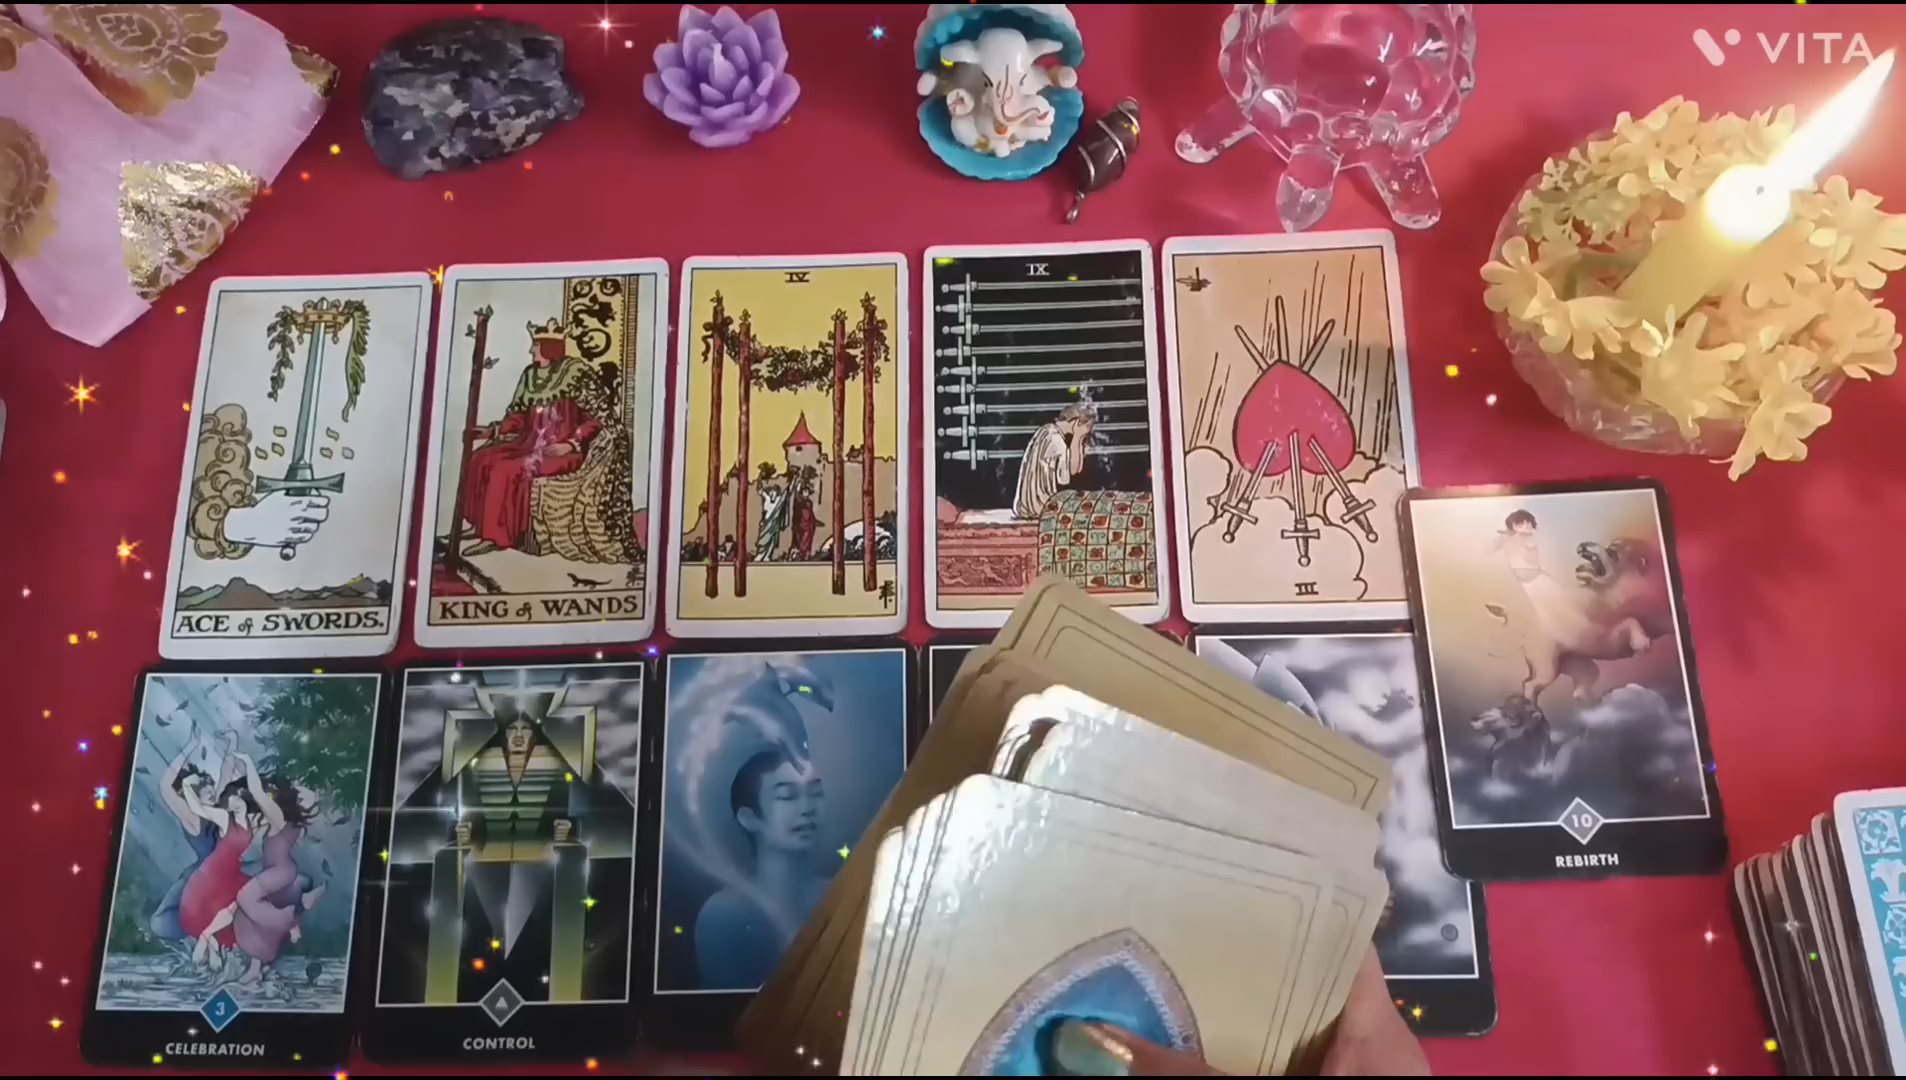 VITA
IV
IX
ACE of SWORDS.
KING of WANDS
III
10
REBIRTH
3
CELEBRATION
CONTROL